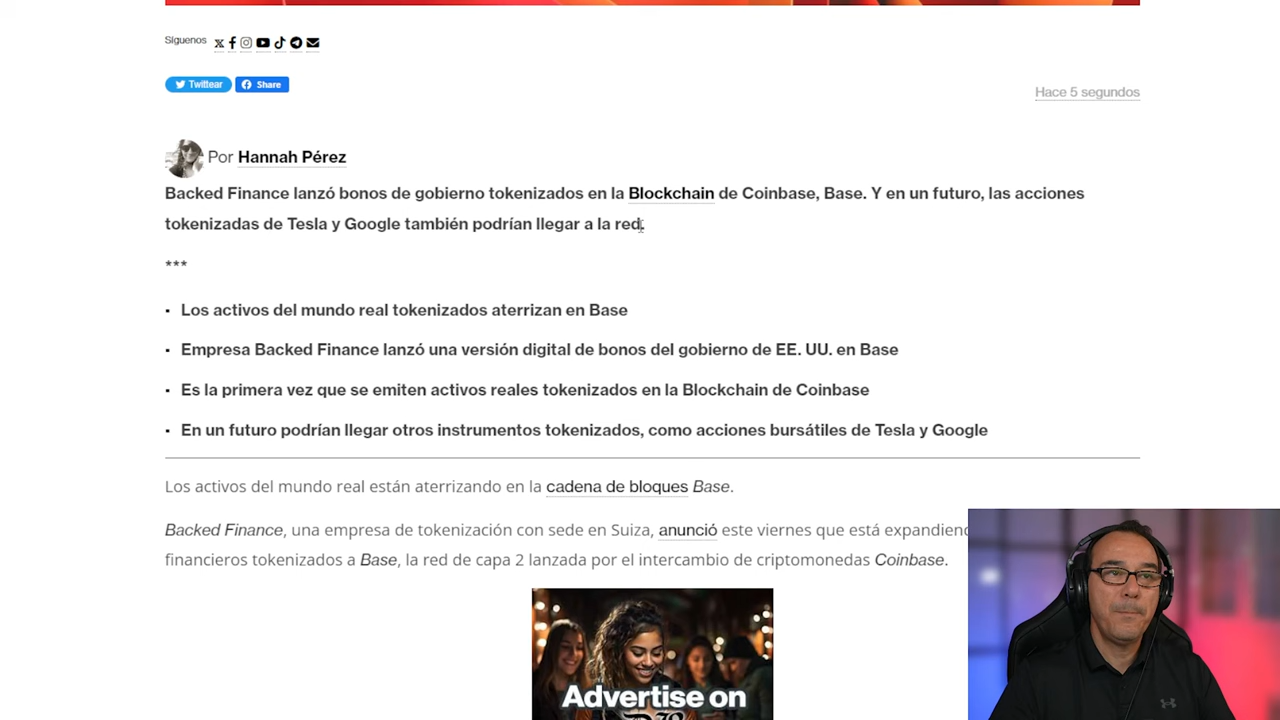 Síguenos
Twittear Share
Hace 5 segundos
Por Hannah Pérez
Backed Finance lanzó bonos de gobierno tokenizados en la Blockchain de Coinbase, Base. Y en un futuro, las acciones
tokenizadas de Tesla y Google también podrían llegar a la red.
***
▪ Los activos del mundo real tokenizados aterrizan en Base
▪ Empresa Backed Finance lanzó una versión digital de bonos del gobierno de EE. UU. en Base
▪ Es la primera vez que se emiten activos reales tokenizados en la Blockchain de Coinbase
▪ En un futuro podrían llegar otros instrumentos tokenizados, como acciones bursátiles de Tesla y Google
Los activos del mundo real están aterrizando en la cadena de bloques Base.
Backed Finance, una empresa de tokenización con sede en Suiza, anunció este viernes que está
financieros tokenizados a Base, la red de capa 2 lanzada por el intercambio de criptomonedas Coinbase.
Advertise on